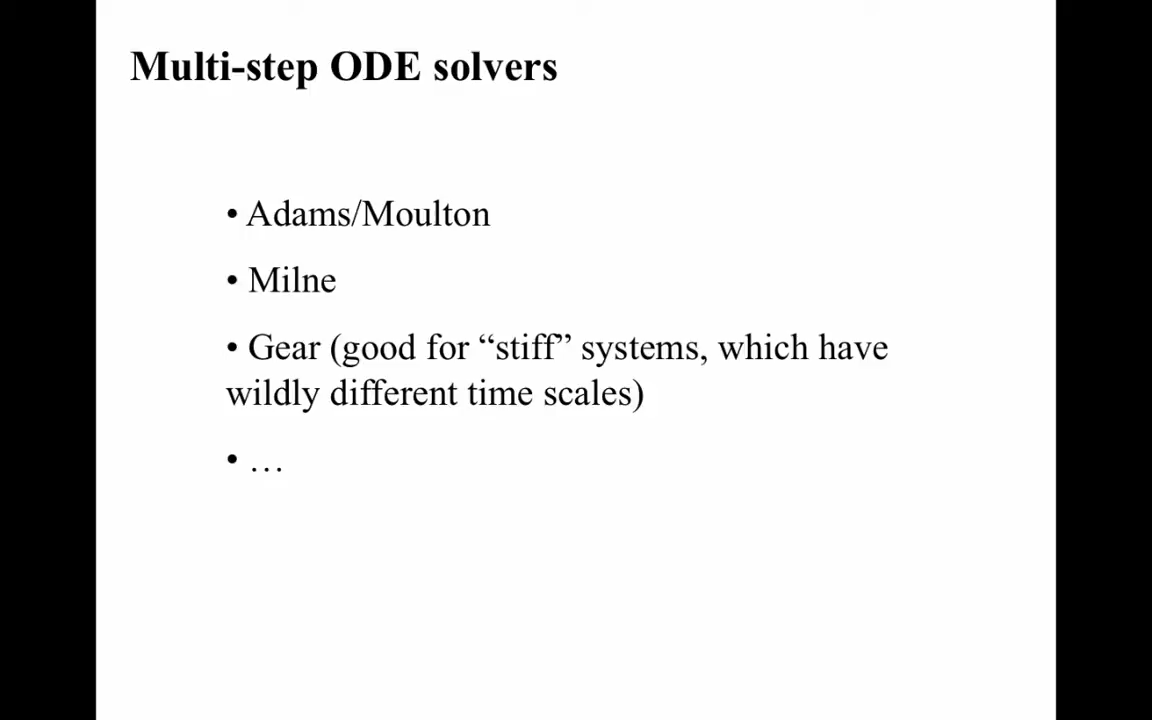 Multi-step ODE solvers
• Adams/Moulton
• Milne
• Gear (good for “stiff” systems, which have
wildly different time scales)
• …